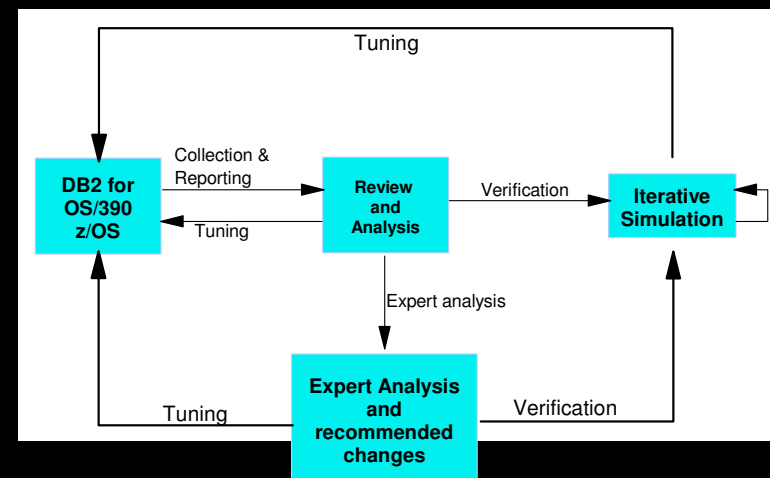 Tuning
Collection &
Reporting
DB2 for
OS/390
z/OS
Review
and
Analysis
Verification
Iterative
Simulation
Tuning
Expert analysis
Expert Analysis
and
recommended
changes
Tuning
Verification